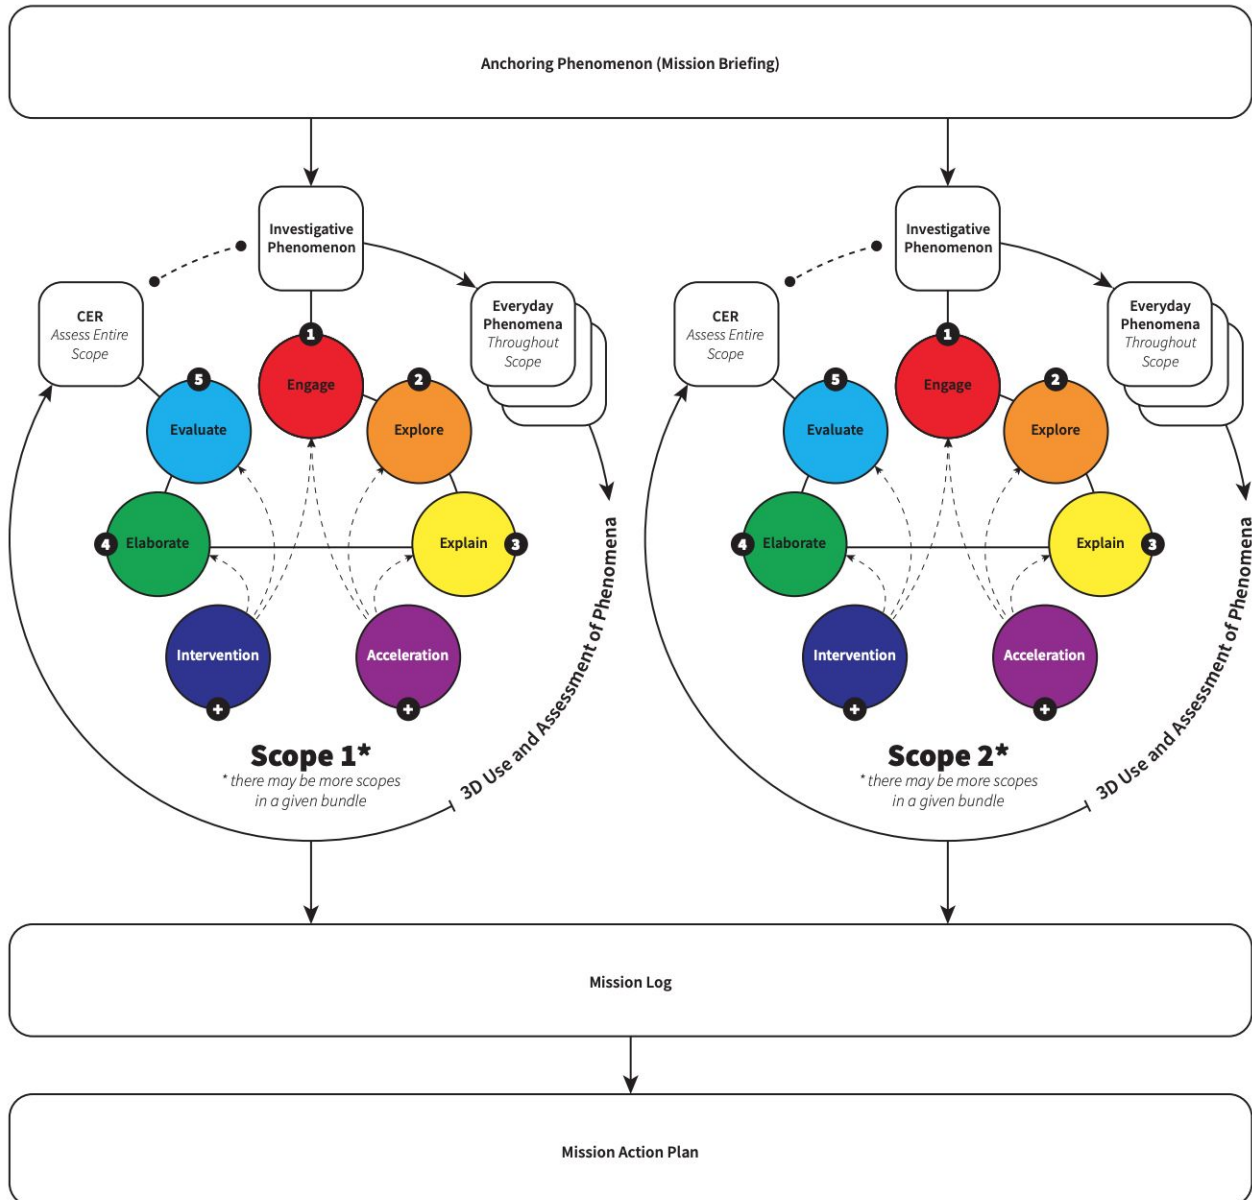 Anchoring Phenomenon (Mission Briefing)
Investigative
Phenomenon
CER
Assess Entire
Scope
Everyday
Phenomena
Throughout
Scope
1
Engage
2
Explore
5
Evaluate
4
Elaborate
Explain
3
Intervention
+
Acceleration
+
Scope 1*
* there may be more scopes
in a given bundle
3D Use and Assessment of Phenomena
Investigative
Phenomenon
CER
Assess Entire
Scope
Everyday
Phenomena
Throughout
Scope
1
Engage
2
Explore
5
Evaluate
4
Elaborate
Explain
3
Intervention
+
Acceleration
+
Scope 2*
* there may be more scopes
in a given bundle
3D Use and Assessment of Phenomena
Mission Log
Mission Action Plan